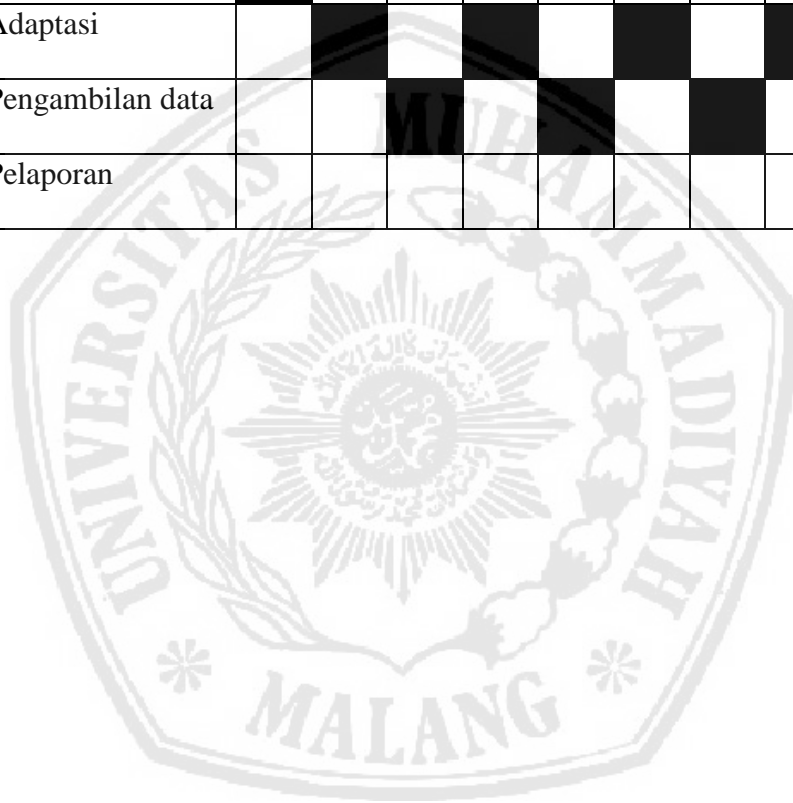 Adaptasi
Pengambilan data
Pelaporan
UNIVERSITAS MUHAMMADIYAH
MALANG